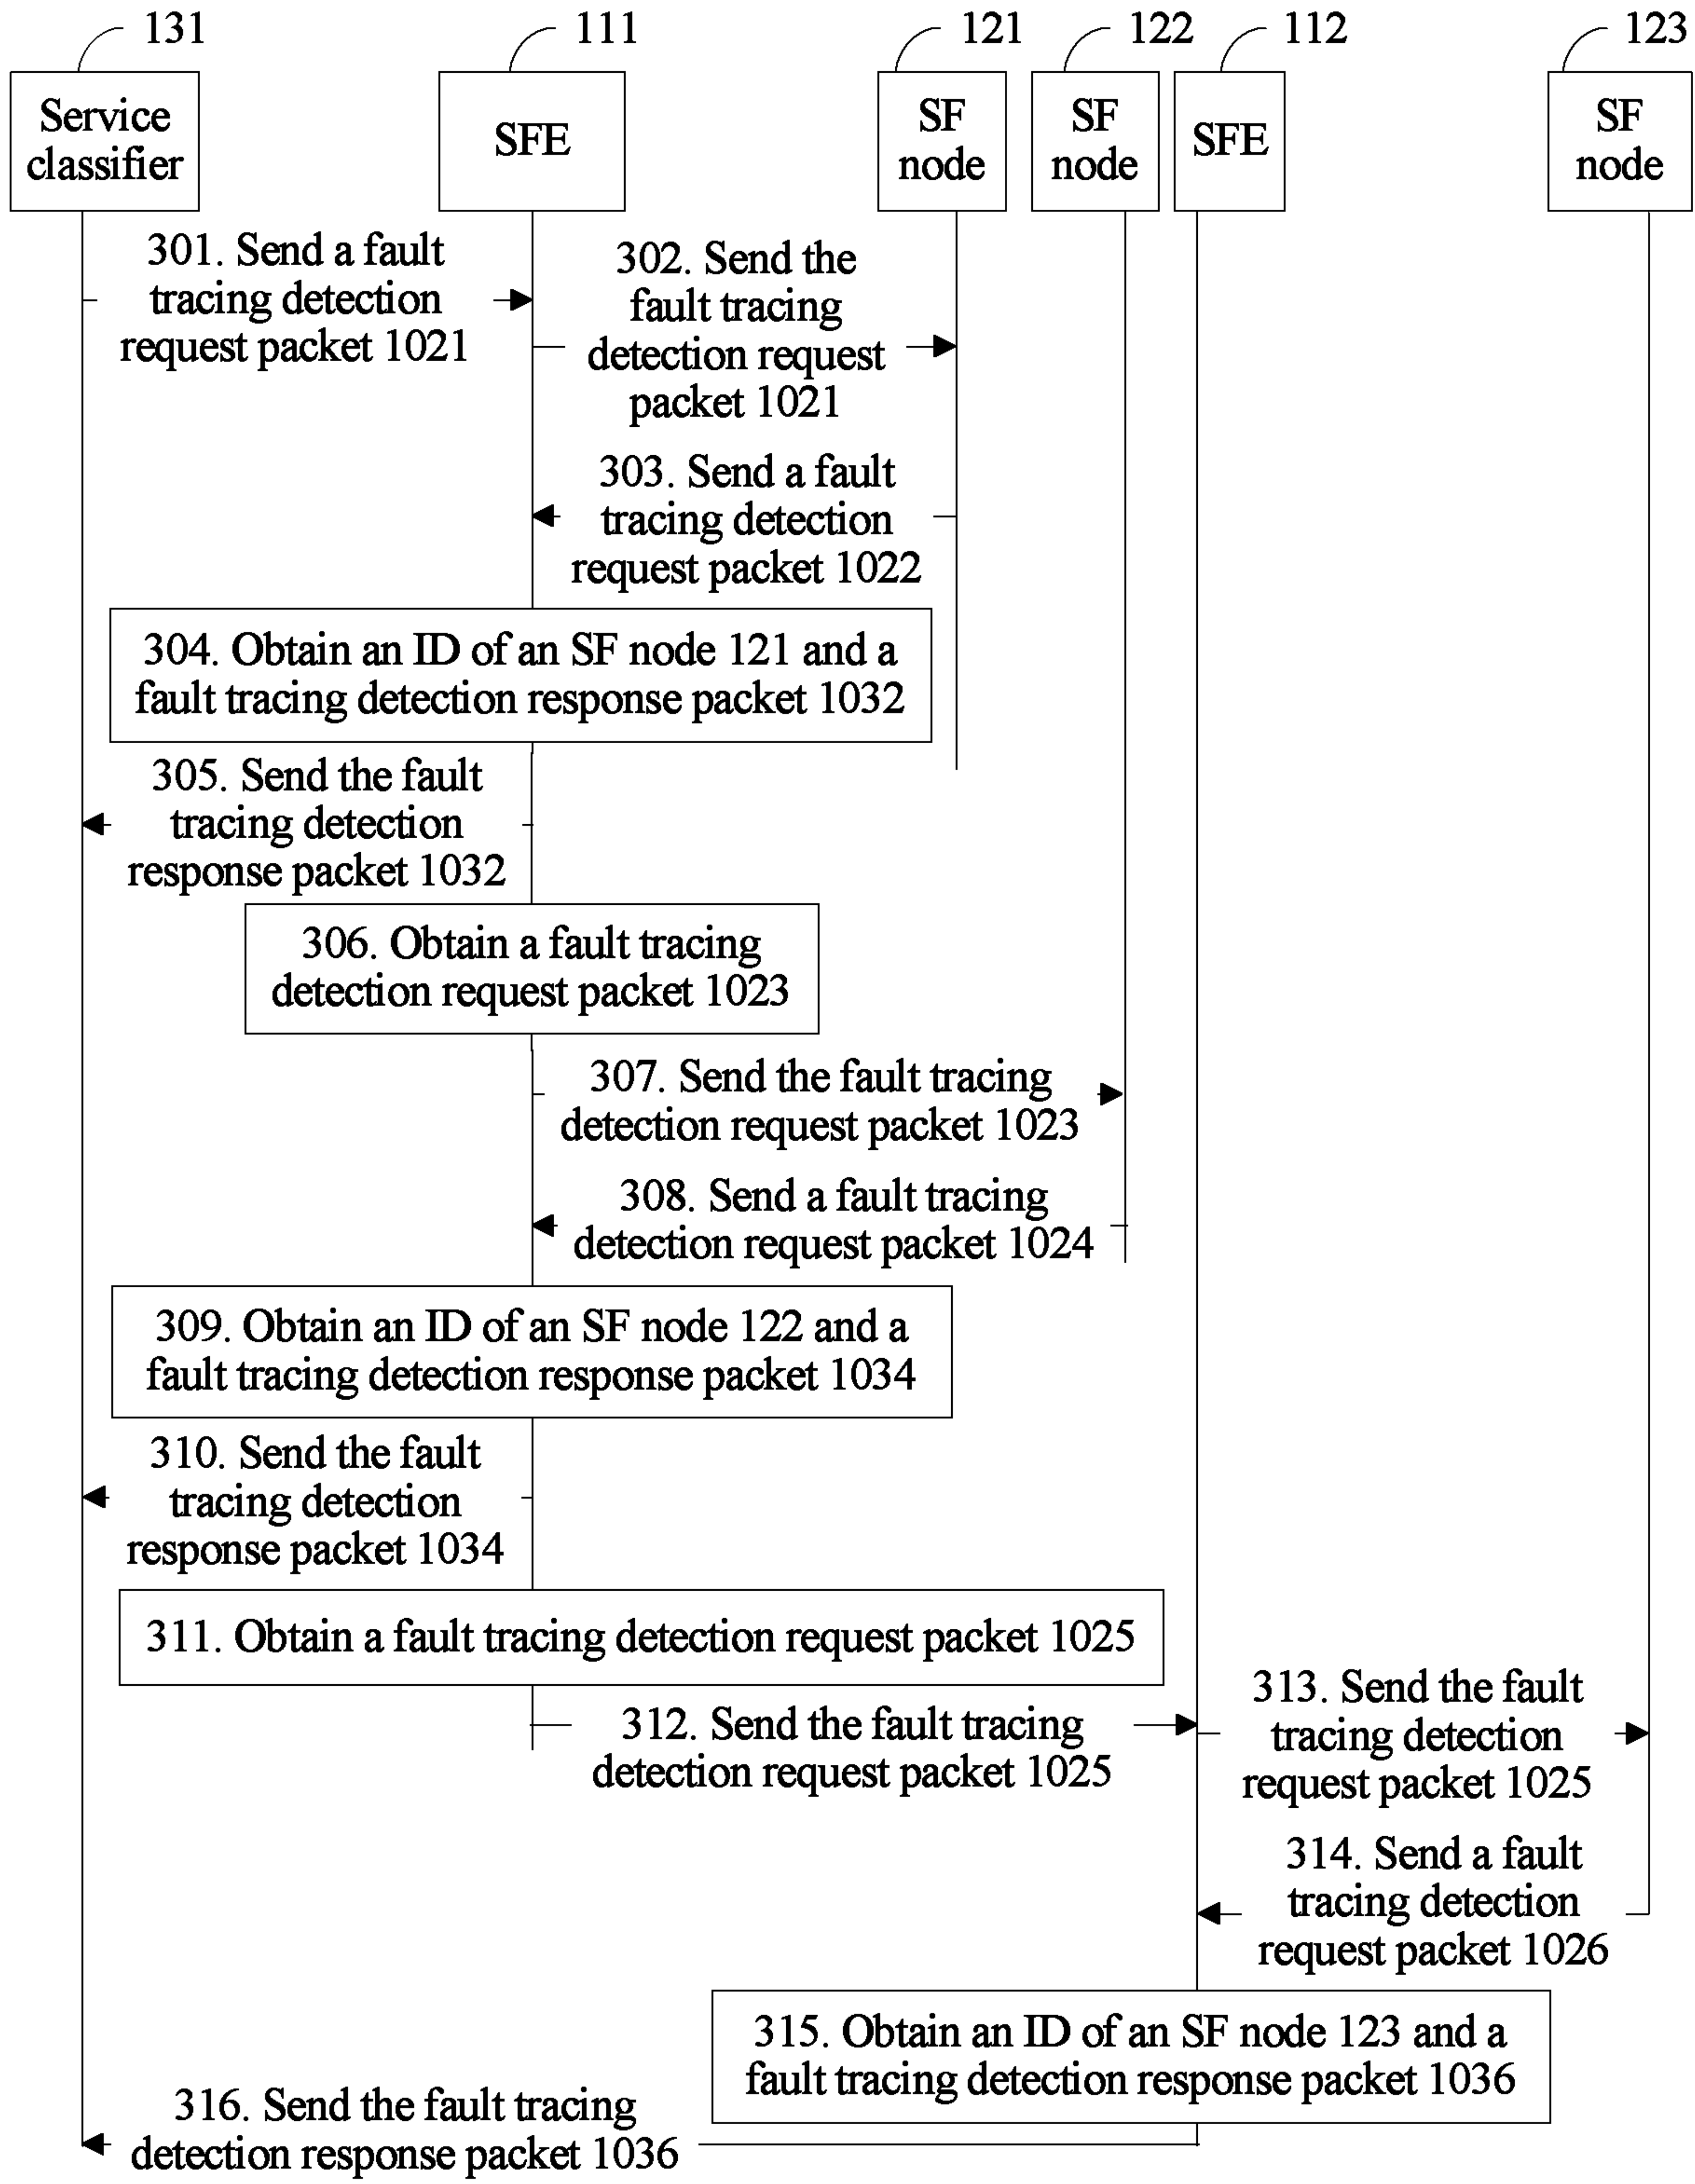 131
111
121
122
112
123
Service
classifier
SFE
SF
node
SF
node
SFE
SF
node
301. Send a fault
tracing detection
request packet 1021
302. Send the
fault tracing
detection request
packet 1021
303. Send a fault
tracing detection
request packet 1022
304. Obtain an ID of an SF node 121 and a
fault tracing detection response packet 1032
305. Send the fault
tracing detection
response packet 1032
306. Obtain a fault tracing
detection request packet 1023
307. Send the fault tracing
detection request packet 1023
308. Send a fault tracing
detection request packet 1024
309. Obtain an ID of an SF node 122 and a
fault tracing detection response packet 1034
310. Send the fault
tracing detection
response packet 1034
311. Obtain a fault tracing detection request packet 1025
312. Send the fault tracing
detection request packet 1025
313. Send the fault
tracing detection
request packet 1025
314. Send a fault
tracing detection
request packet 1026
315. Obtain an ID of an SF node 123 and a
fault tracing detection response packet 1036
316. Send the fault tracing
detection response packet 1036